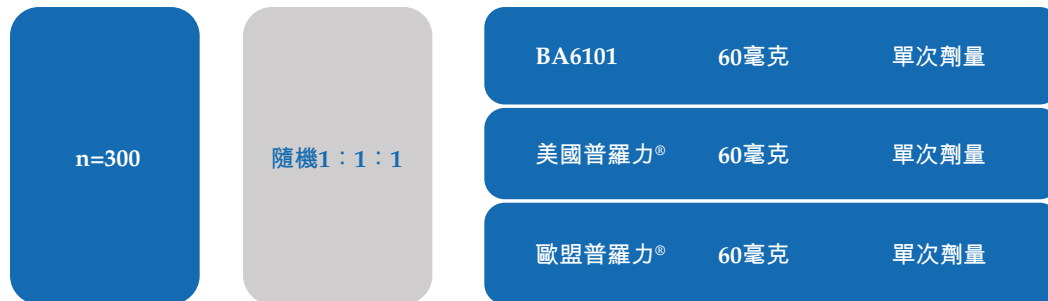 n=300
隨機1：1：1
BA6101 60毫克 單次劑量
美國普羅力® 60毫克 單次劑量
歐盟普羅力® 60毫克 單次劑量